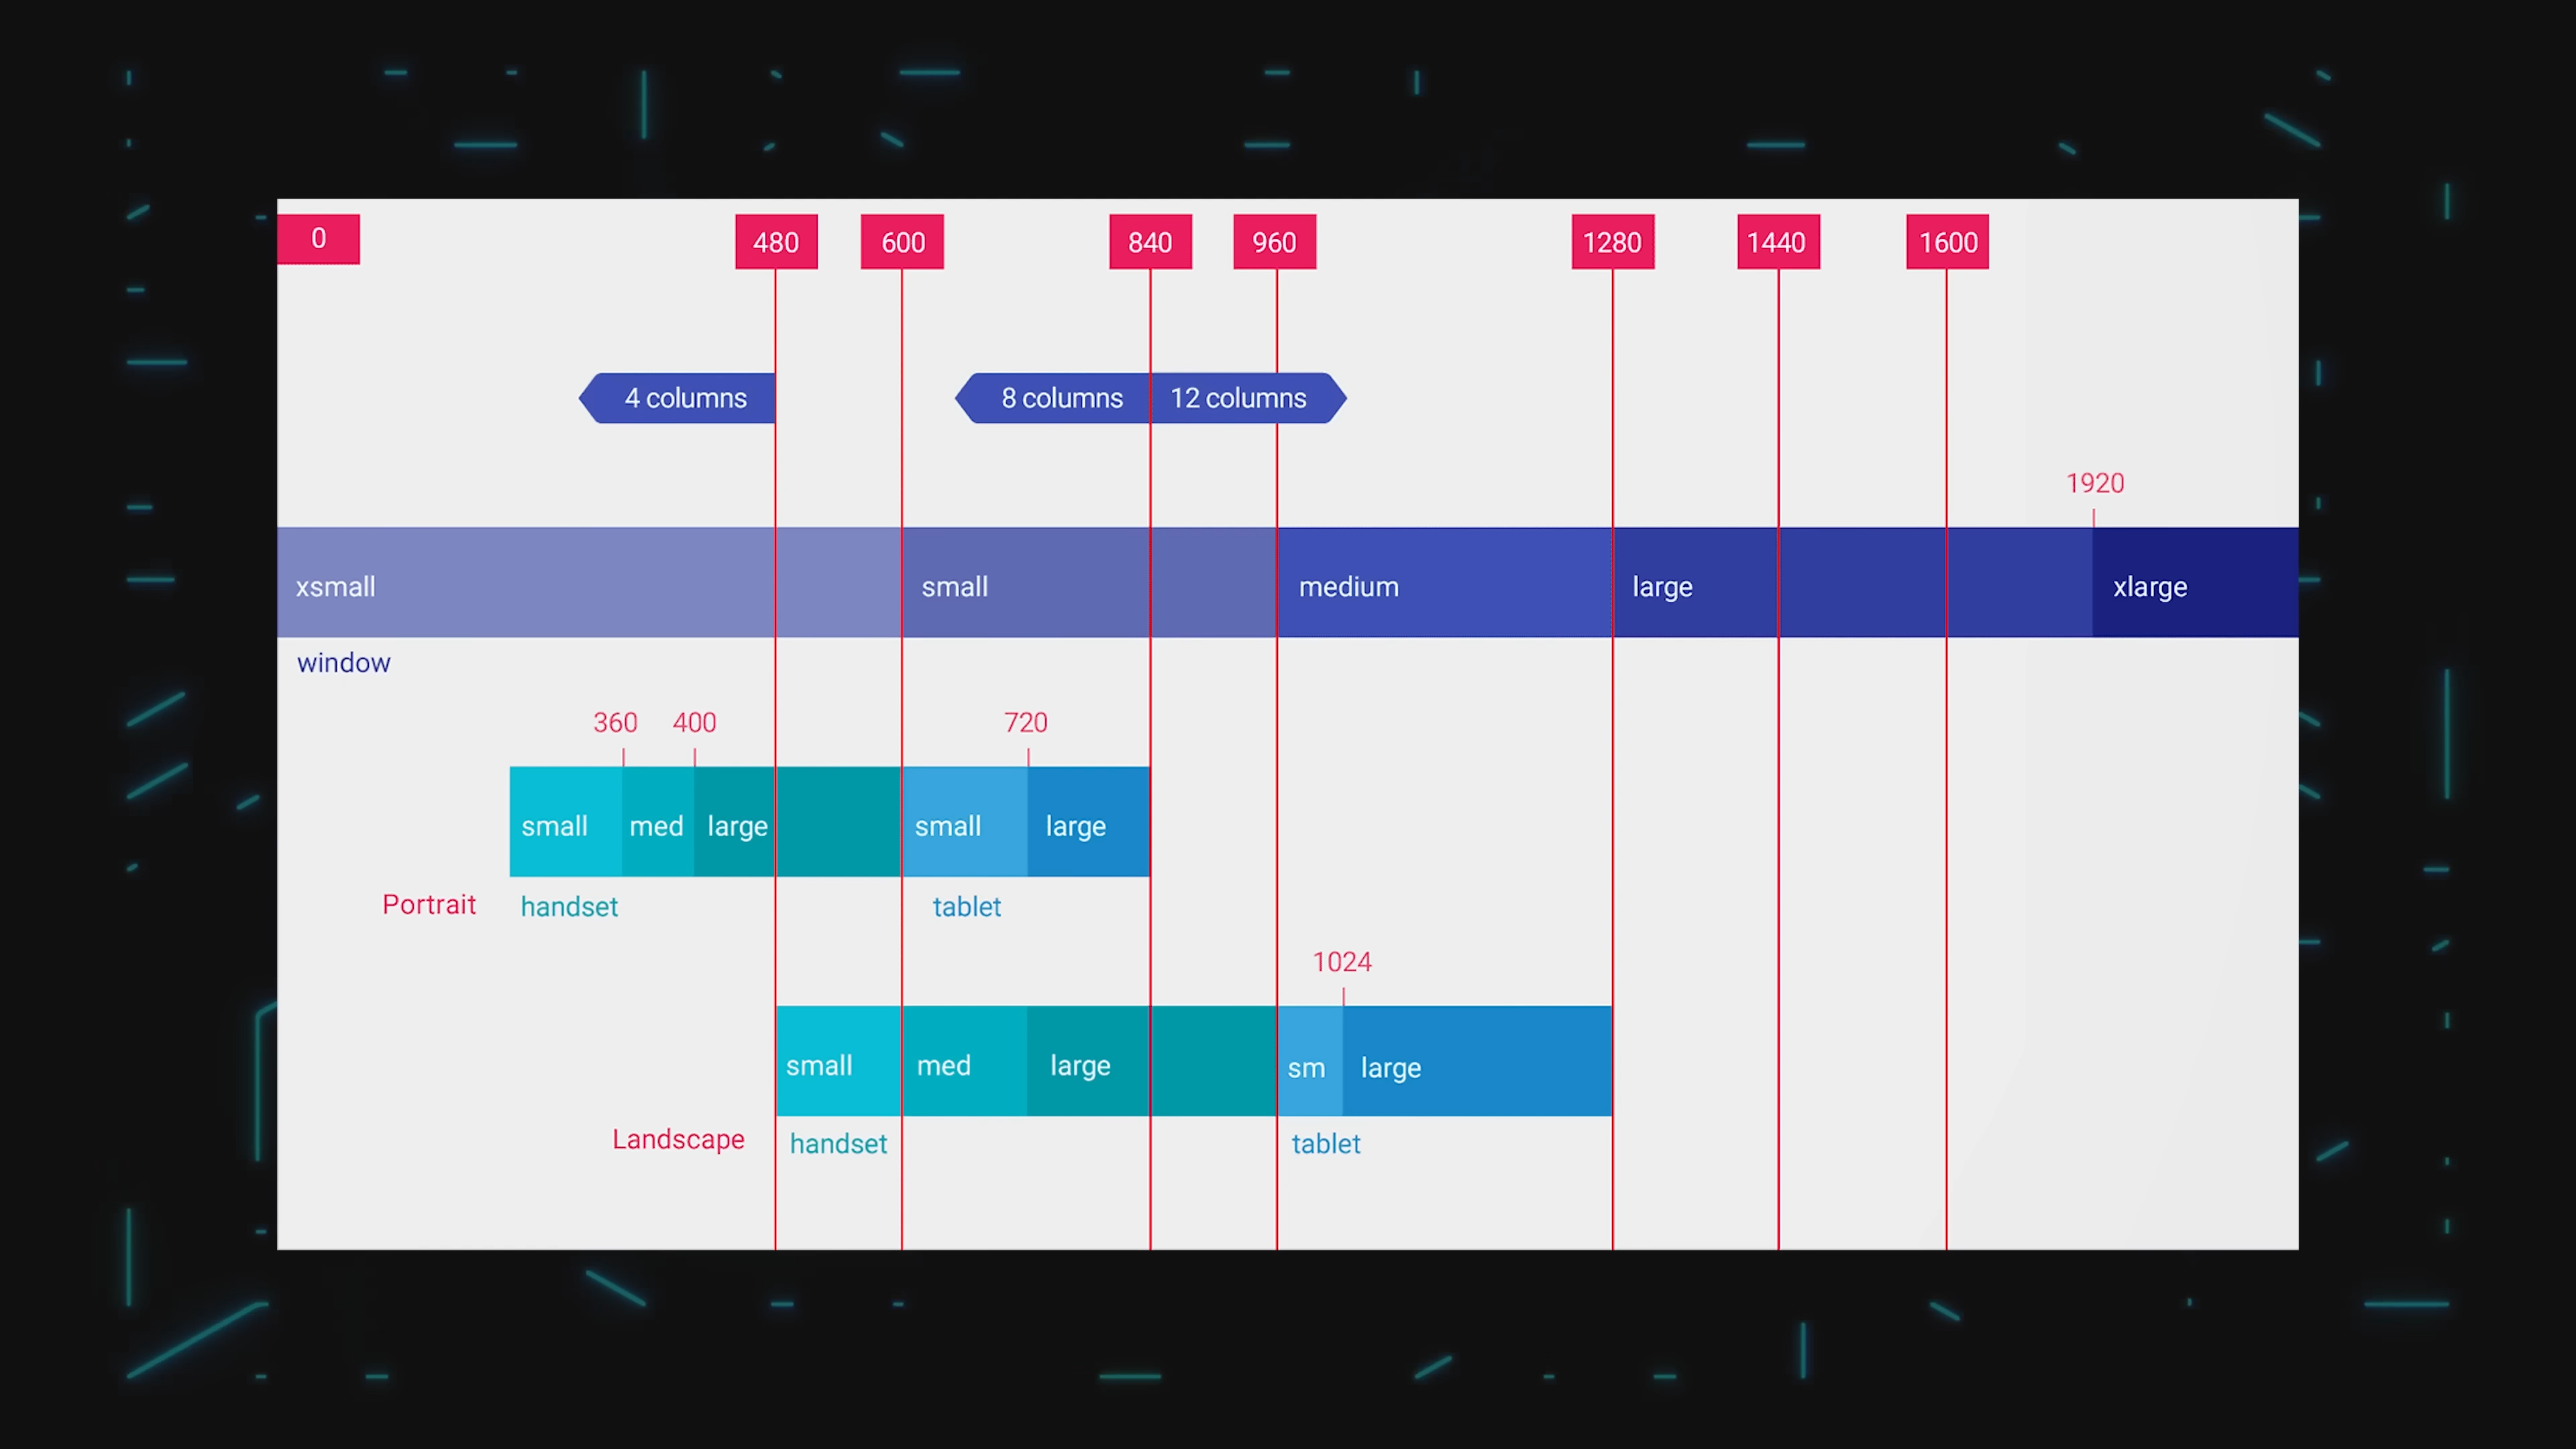 0 480 600 840 960 1280 1440 1600
4 columns 8 columns 12 columns
1920
xsmall small medium large xlarge
window
360 400 720
small med large small large
Portrait handset tablet
1024
small med large sm large
Landscape handset tablet